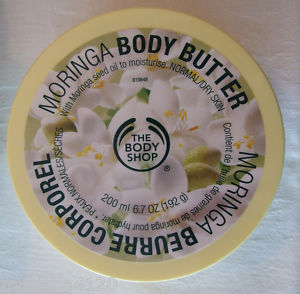 MORINGA BODY BUTTER
With Moringa seed oil to moisturise. NORMAL/DRY SKIN
THE
BODY
SHOP
®
200 ml 6.7 OZ (192 g)
Contient de l'huile de graines de moringa pour hydrater.
PEAUX NORMALES/SÈCHES
MORINGA BEURRE CORPOREL